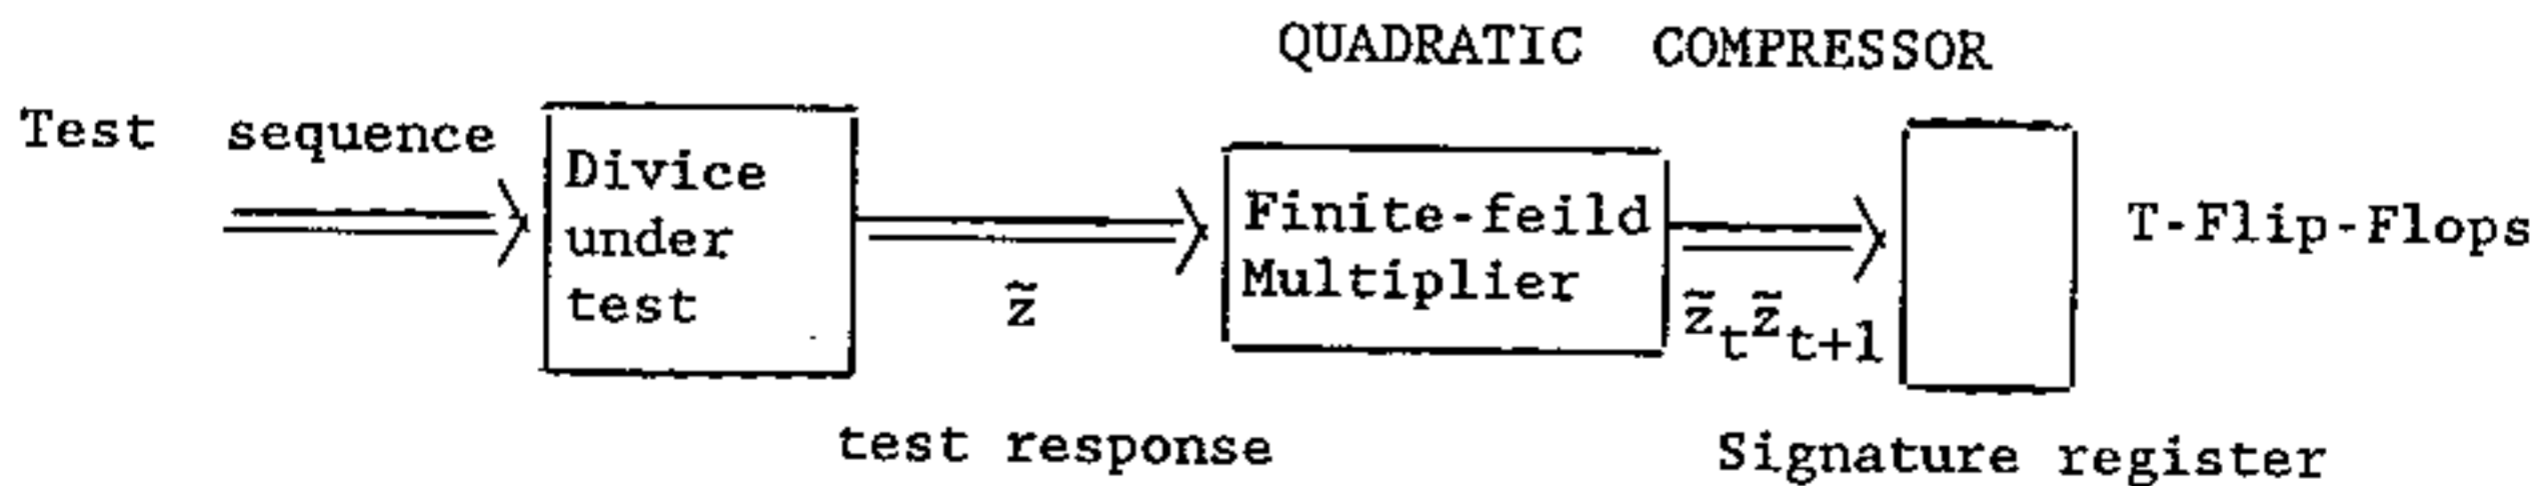 QUADRATIC COMPRESSOR
Test sequence
Divice
under
test
z̃
Finite-feild
Multiplier
z̃ₜz̃ₜ₊₁
T-Flip-Flops
test response
Signature register